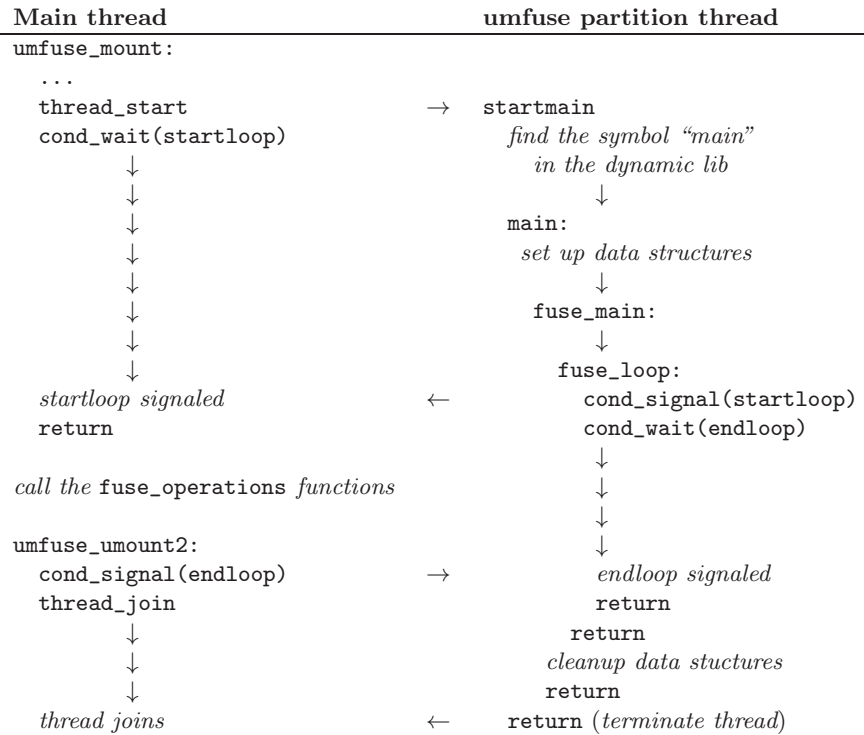 Main thread umfuse partition thread
umfuse_mount:
...
thread_start → startmain
cond_wait(startloop) find the symbol “main”
↓ in the dynamic lib
↓ ↓
↓ main:
↓ set up data structures
↓ ↓
↓ fuse_main:
↓ ↓
↓ fuse_loop:
startloop signaled ← cond_signal(startloop)
return cond_wait(endloop)
↓
call the fuse_operations functions ↓
↓
umfuse_umount2: ↓
cond_signal(endloop) → endloop signaled
thread_join return
↓ return
↓ cleanup data stuctures
↓ return
thread joins ← return (terminate thread)